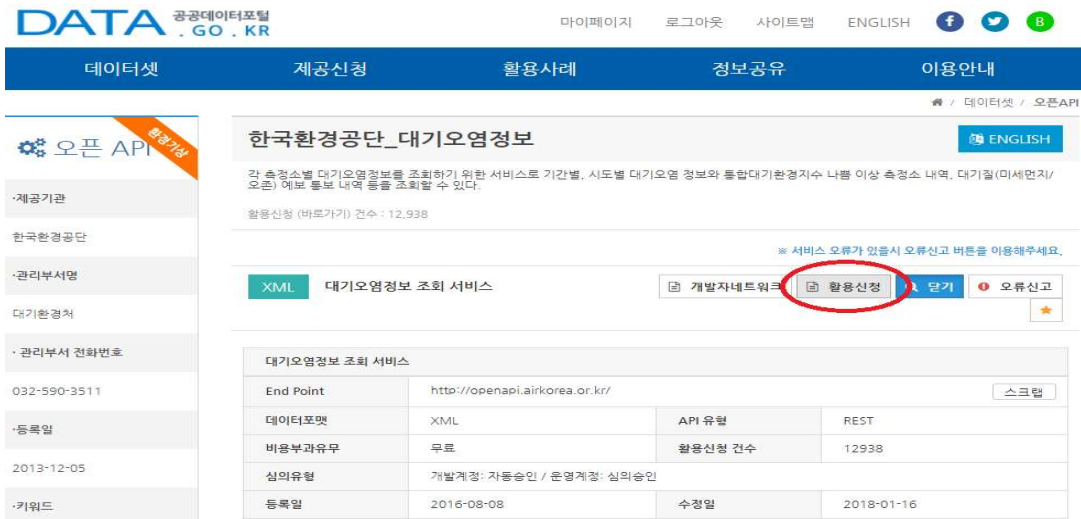 DATA 공공데이터포털
. GO . KR
마이페이지 로그아웃 사이트맵 ENGLISH f B
데이터셋 제공신청 활용사례 정보공유 이용안내
/ 데이터셋 / 오픈API
오픈 API 환경기상
한국환경공단_대기오염정보
ENGLISH
각 측정소별 대기오염정보를 조회하기 위한 서비스로 기간별, 시도별 대기오염 정보와 통합대기환경지수 나쁨 이상 측정소 내역, 대기질(미세먼지/
오존) 예보 통보 내역 등을 조회할 수 있다.
활용신청 (바로가기) 건수 : 12,938
·제공기관
한국환경공단
·관리부서명
대기환경처
· 관리부서 전화번호
032-590-3511
·등록일
2013-12-05
·키워드
※ 서비스 오류가 있을시 오류신고 버튼을 이용해주세요.
XML 대기오염정보 조회 서비스 개발자네트워크 활용신청 닫기 오류신고
대기오염정보 조회 서비스
End Point http://openapi.airkorea.or.kr/ 스크랩
데이터포맷 XML API 유형 REST
비용부과유무 무료 활용신청 건수 12938
심의유형 개발계정: 자동승인 / 운영계정: 심의승인
등록일 2016-08-08 수정일 2018-01-16